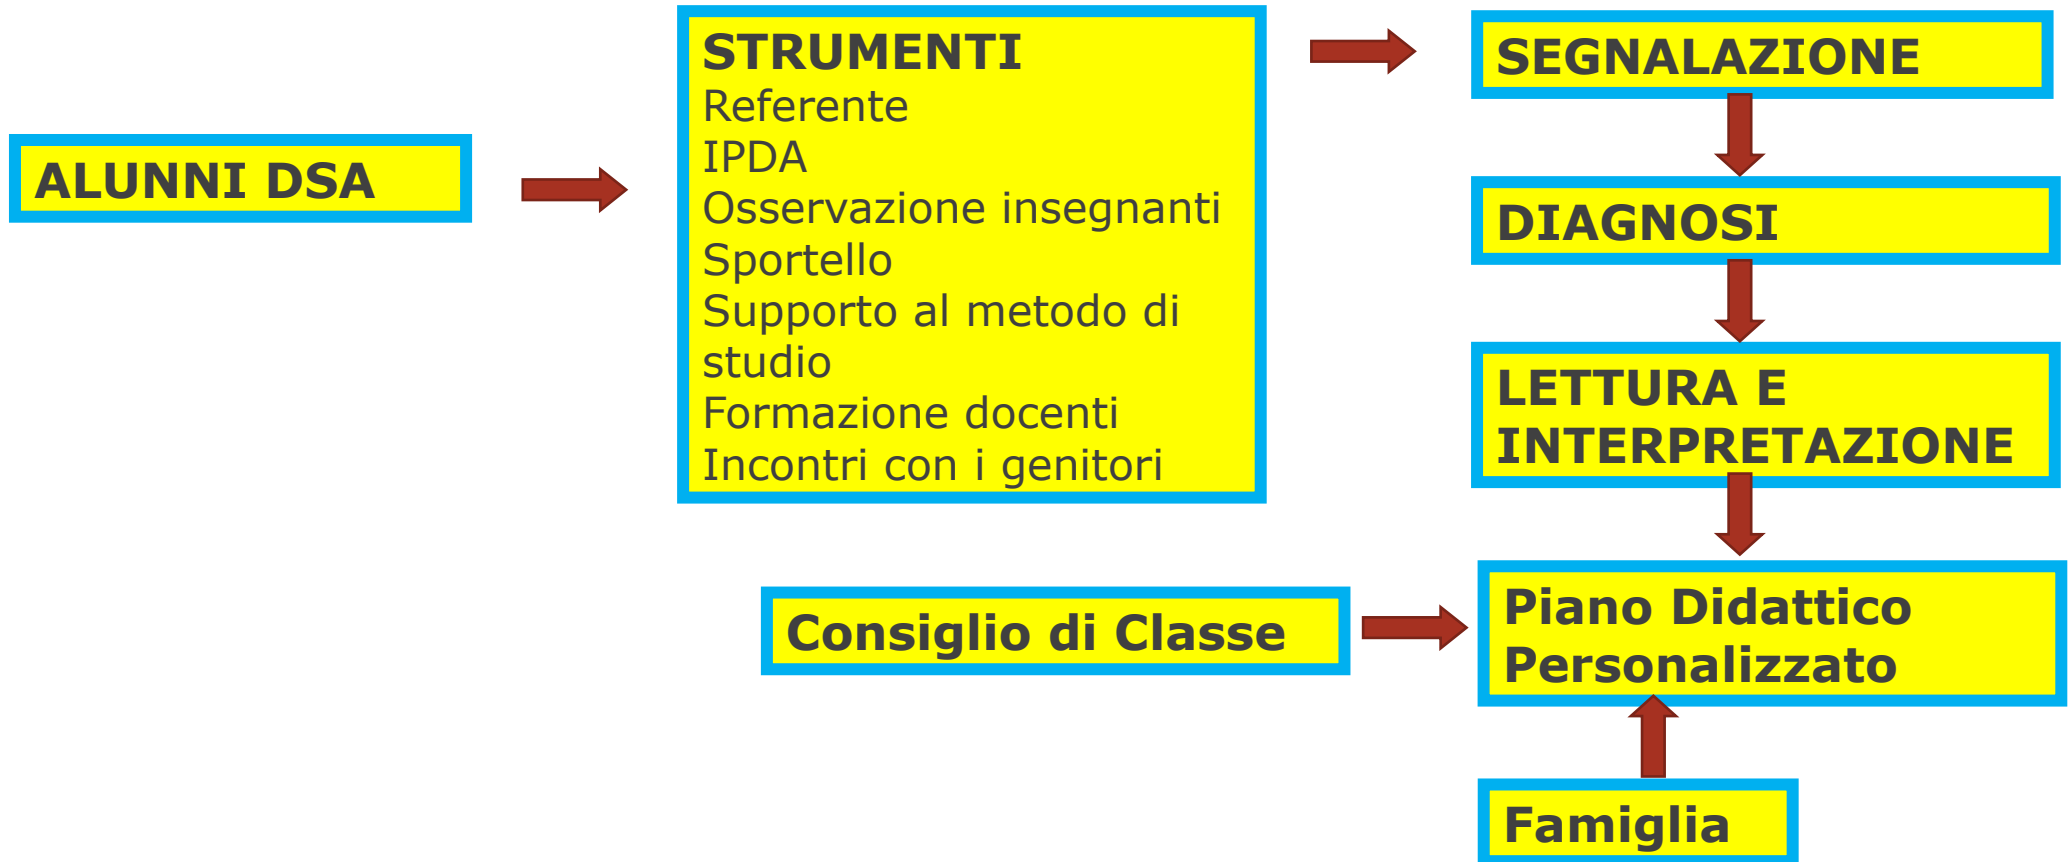 ALUNNI DSA
STRUMENTI
Referente
IPDA
Osservazione insegnanti
Sportello
Supporto al metodo di
studio
Formazione docenti
Incontri con i genitori
SEGNALAZIONE
DIAGNOSI
LETTURA E
INTERPRETAZIONE
Consiglio di Classe
Piano Didattico
Personalizzato
Famiglia